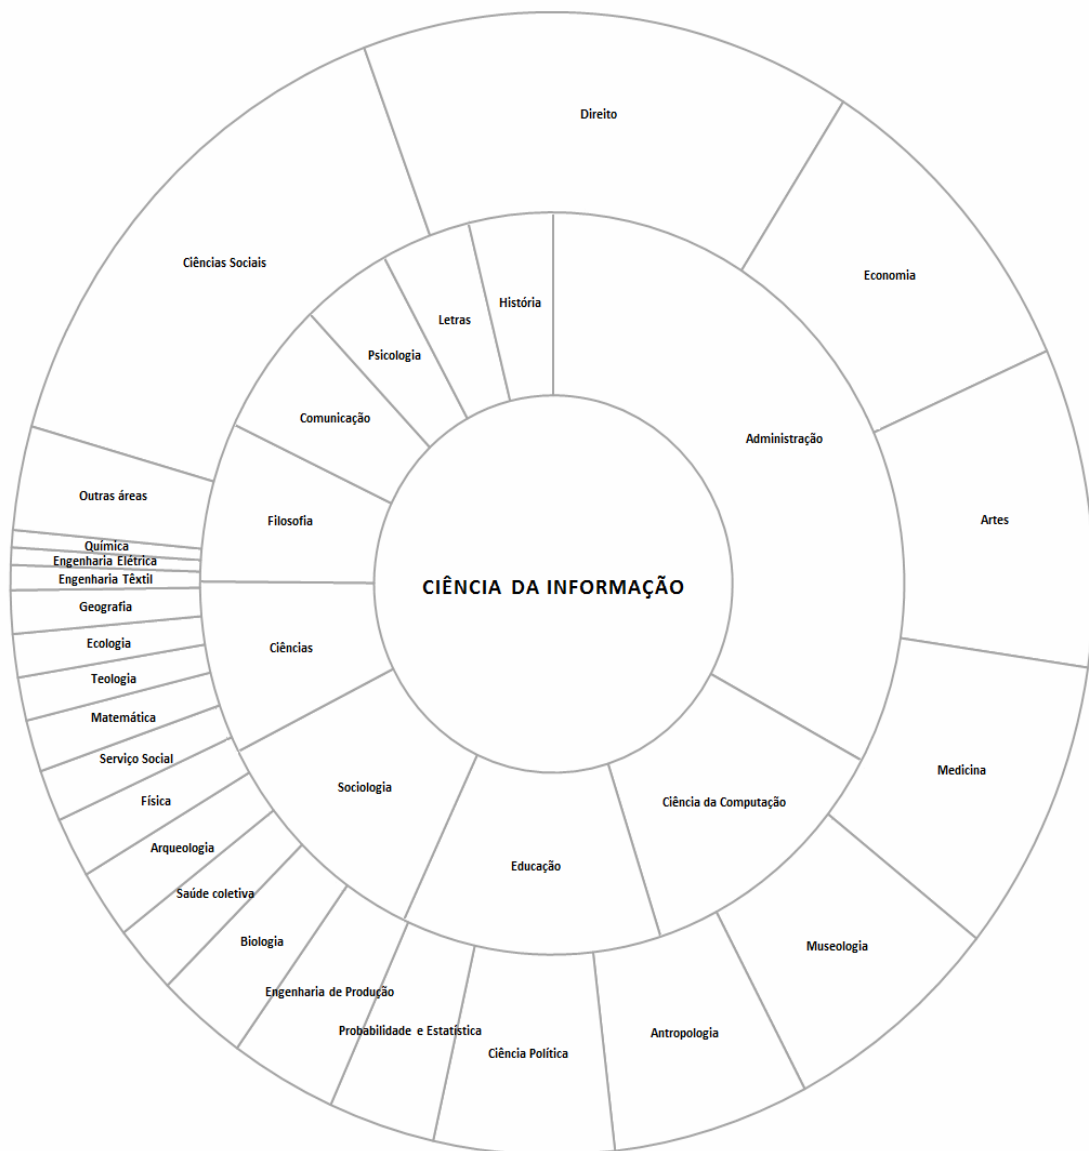 Direito
Ciências Sociais
Economia
História
Letras
Psicologia
Comunicação
Administração
Outras áreas
Filosofia
Artes
Química
Engenharia Elétrica
Engenharia Têxtil
CIÊNCIA DA INFORMAÇÃO
Geografia
Ecologia
Ciências
Teologia
Matemática
Serviço Social
Medicina
Sociologia
Física
Ciência da Computação
Arqueologia
Educação
Saúde coletiva
Biologia
Museologia
Engenharia de Produção
Probabilidade e Estatística
Antropologia
Ciência Política